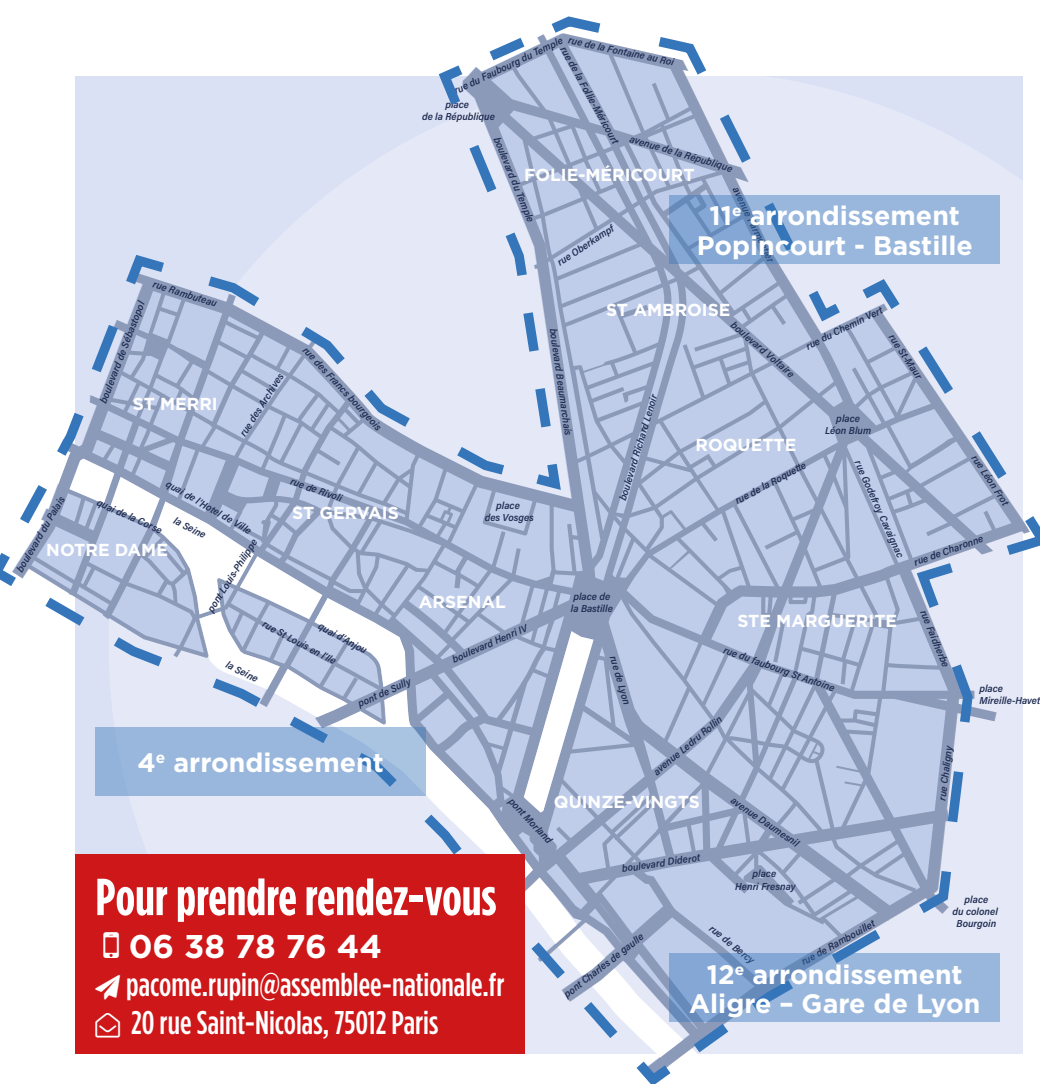 rue du Faubourg du Temple
rue de la Fontaine au Roi
rue de la Follie-Méricourt
place
de la République
avenue de la République
boulevard du Temple
FOLIE-MÉRICOURT
11e arrondissement
Popincourt - Bastille
rue Oberkampf
rue Rambuteau
boulevard de Sébastopol
ST AMBROISE
boulevard Voltaire
rue du Chemin Vert
rue St-Maur
rue des Francs bourgeois
boulevard Beaumarchais
rue des Archives
ST MERRI
boulevard Richard Lenoir
place
Léon Blum
ROQUETTE
rue de la Roquette
rue Godefroy Cavaignac
rue Léon Frot
rue de Rivoli
quai de l'Hotel de Ville
place
des Vosges
ST GERVAIS
quai de la Corse
la Seine
boulevard du Palais
NOTRE DAME
pont Louis-Philippe
rue de Charonne
ARSENAL
place de
la Bastille
STE MARGUERITE
rue Faidherbe
rue St Louis en l'Ile
quai d'Anjou
boulevard Henri IV
la Seine
pont de Sully
rue de Lyon
rue du faubourg St Antoine
place
Mireille-Havet
4e arrondissement
avenue Ledru Rollin
rue Chaligny
QUINZE-VINGTS
pont Morland
avenue Daumesnil
boulevard Diderot
place
Henri Fresnay
place
du colonel
Bourgoin
rue de Bercy
rue de Rambouillet
pont Charles de gaulle
12e arrondissement
Aligre – Gare de Lyon
Pour prendre rendez-vous
06 38 78 76 44
pacome.rupin@assemblee-nationale.fr
20 rue Saint-Nicolas, 75012 Paris